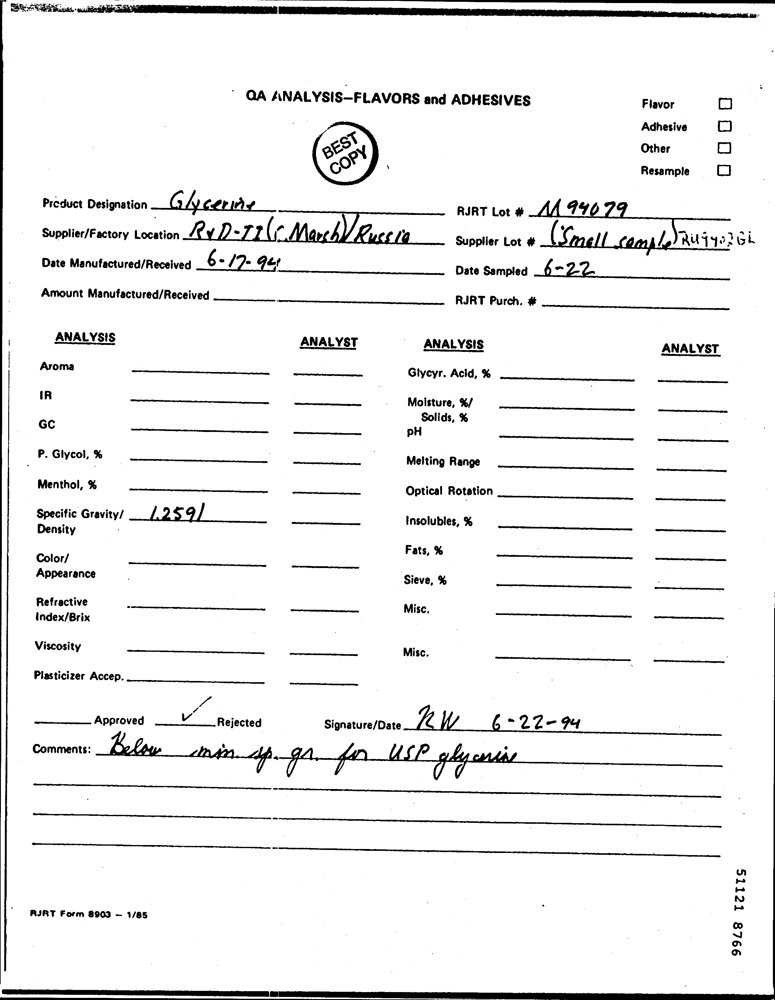 QA ANALYSIS–FLAVORS and ADHESIVES
Flavor
Adhesive
Other
Resample
BEST
COPY
Product Designation Glycerine
RJRT Lot # M 94079
Supplier/Factory Location R&D-TI (C. Marsh)/Russia
Supplier Lot # (Small sample)
Date Manufactured/Received 6-17-94
Date Sampled 6-22
Amount Manufactured/Received
RJRT Purch. #
ANALYSIS ANALYST ANALYSIS ANALYST
Aroma
Glycyr. Acid, %
IR
Moisture, %/
Solids, %
GC
pH
P. Glycol, %
Melting Range
Menthol, %
Optical Rotation
Specific Gravity/ 1.2591
Density
Insolubles, %
Color/
Appearance
Fats, %
Sieve, %
Refractive
Index/Brix
Misc.
Viscosity
Misc.
Plasticizer Accep.
Approved ✓ Rejected
Signature/Date RW 6-22-94
Comments: Below min sp. gr. for USP glycerine
RJRT Form 8903 – 1/85
51121 8766